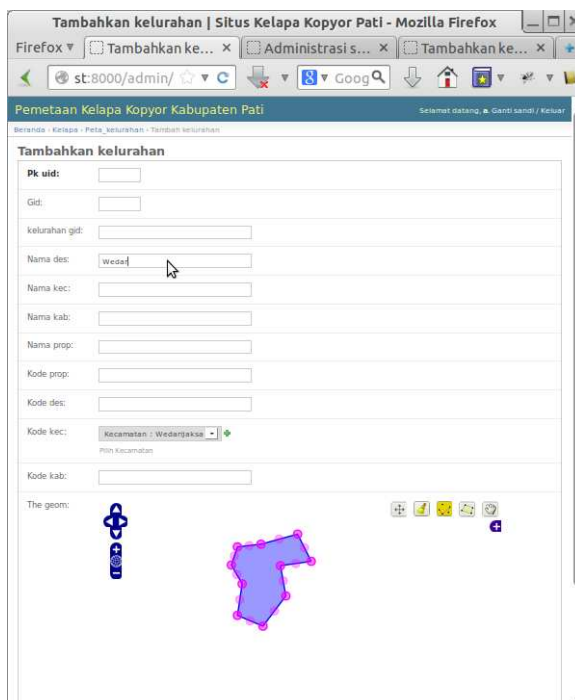 Tambahkan kelurahan | Situs Kelapa Kopyor Pati - Mozilla Firefox
Firefox Tambahkan ke... × Administrasi s... × Tambahkan ke... ×
st:8000/admin/ Goog
Pemetaan Kelapa Kopyor Kabupaten Pati
Selamat datang, a. Ganti sandi / Keluar
Beranda › Kelapa › Peta_kelurahan › Tambah kelurahan
Tambahkan kelurahan
Pk uid:
Gid:
kelurahan gid:
Nama des: Wedar
Nama kec:
Nama kab:
Nama prop:
Kode prop:
Kode des:
Kode kec: Kecamatan : Wedarijaksa
Pilih Kecamatan
Kode kab:
The geom: